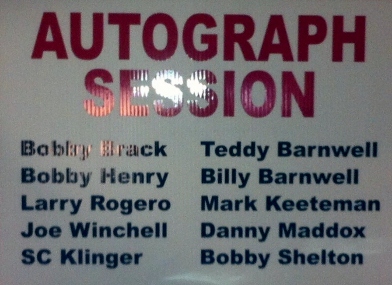 AUTOGRAPH
SESSION
Bobby Brack
Bobby Henry
Larry Rogero
Joe Winchell
SC Klinger
Teddy Barnwell
Billy Barnwell
Mark Keeteman
Danny Maddox
Bobby Shelton